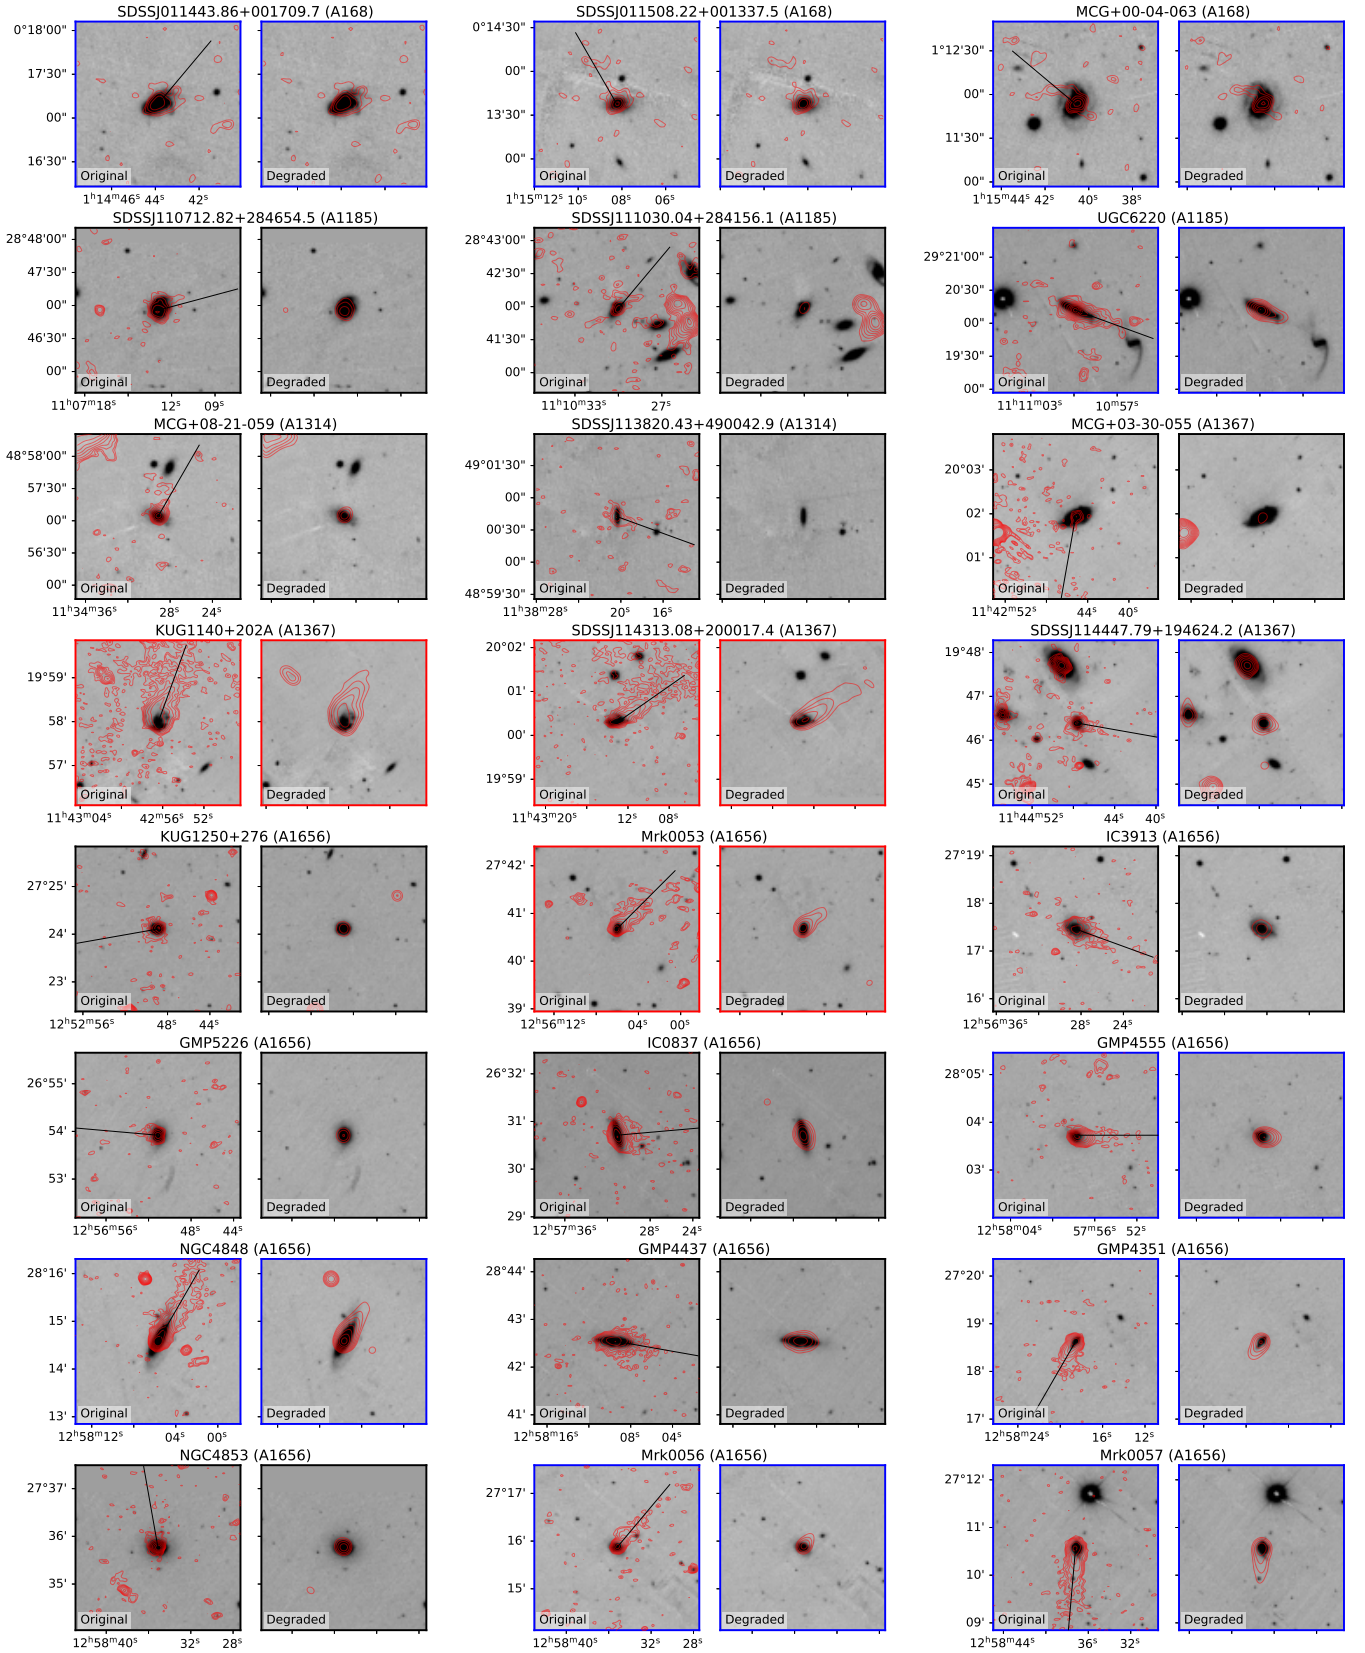 SDSSJ011443.86+001709.7 (A168) SDSSJ011508.22+001337.5 (A168) MCG+00-04-063 (A168)
0°18'00" 0°14'30"
1°12'30"
17'30" 00" 00"
00" 13'30" 11'30"
16'30" 00" 00"
Original Degraded Original Degraded Original Degraded
1ʰ14ᵐ46ˢ 44ˢ 42ˢ 1ʰ15ᵐ12ˢ 10ˢ 08ˢ 06ˢ 1ʰ15ᵐ44ˢ 42ˢ 40ˢ 38ˢ
SDSSJ110712.82+284654.5 (A1185) SDSSJ111030.04+284156.1 (A1185) UGC6220 (A1185)
28°48'00" 28°43'00" 29°21'00"
47'30" 42'30" 20'30"
00" 00" 00"
46'30" 41'30" 19'30"
00" 00" 00"
Original Degraded Original Degraded Original Degraded
11ʰ07ᵐ18ˢ 12ˢ 09ˢ 11ʰ10ᵐ33ˢ 27ˢ 11ʰ11ᵐ03ˢ 10ᵐ57ˢ
MCG+08-21-059 (A1314) SDSSJ113820.43+490042.9 (A1314) MCG+03-30-055 (A1367)
48°58'00" 49°01'30" 20°03'
57'30" 00" 02'
00" 00'30" 01'
56'30" 00"
00" 48°59'30"
Original Degraded Original Degraded Original Degraded
11ʰ34ᵐ36ˢ 28ˢ 24ˢ 11ʰ38ᵐ28ˢ 20ˢ 16ˢ 11ʰ42ᵐ52ˢ 44ˢ 40ˢ
KUG1140+202A (A1367) SDSSJ114313.08+200017.4 (A1367) SDSSJ114447.79+194624.2 (A1367)
19°59' 20°02' 19°48'
58' 01' 47'
57' 00' 46'
19°59' 45'
Original Degraded Original Degraded Original Degraded
11ʰ43ᵐ04ˢ 42ᵐ56ˢ 52ˢ 11ʰ43ᵐ20ˢ 12ˢ 08ˢ 11ʰ44ᵐ52ˢ 44ˢ 40ˢ
KUG1250+276 (A1656) Mrk0053 (A1656) IC3913 (A1656)
27°25' 27°42' 27°19'
24' 41' 18'
23' 40' 17'
39' 16'
Original Degraded Original Degraded Original Degraded
12ʰ52ᵐ56ˢ 48ˢ 44ˢ 12ʰ56ᵐ12ˢ 04ˢ 00ˢ 12ʰ56ᵐ36ˢ 28ˢ 24ˢ
GMP5226 (A1656) IC0837 (A1656) GMP4555 (A1656)
26°55' 26°32' 28°05'
54' 31' 04'
53' 30' 03'
29'
Original Degraded Original Degraded Original Degraded
12ʰ56ᵐ56ˢ 48ˢ 44ˢ 12ʰ57ᵐ36ˢ 28ˢ 24ˢ 12ʰ58ᵐ04ˢ 57ᵐ56ˢ 52ˢ
NGC4848 (A1656) GMP4437 (A1656) GMP4351 (A1656)
28°16' 28°44' 27°20'
15' 43' 19'
14' 42' 18'
13' 41' 17'
Original Degraded Original Degraded Original Degraded
12ʰ58ᵐ12ˢ 04ˢ 00ˢ 12ʰ58ᵐ16ˢ 08ˢ 04ˢ 12ʰ58ᵐ24ˢ 16ˢ 12ˢ
NGC4853 (A1656) Mrk0056 (A1656) Mrk0057 (A1656)
27°37' 27°17' 27°12'
36' 16' 11'
35' 15' 10'
09'
Original Degraded Original Degraded Original Degraded
12ʰ58ᵐ40ˢ 32ˢ 28ˢ 12ʰ58ᵐ40ˢ 32ˢ 28ˢ 12ʰ58ᵐ44ˢ 36ˢ 32ˢ